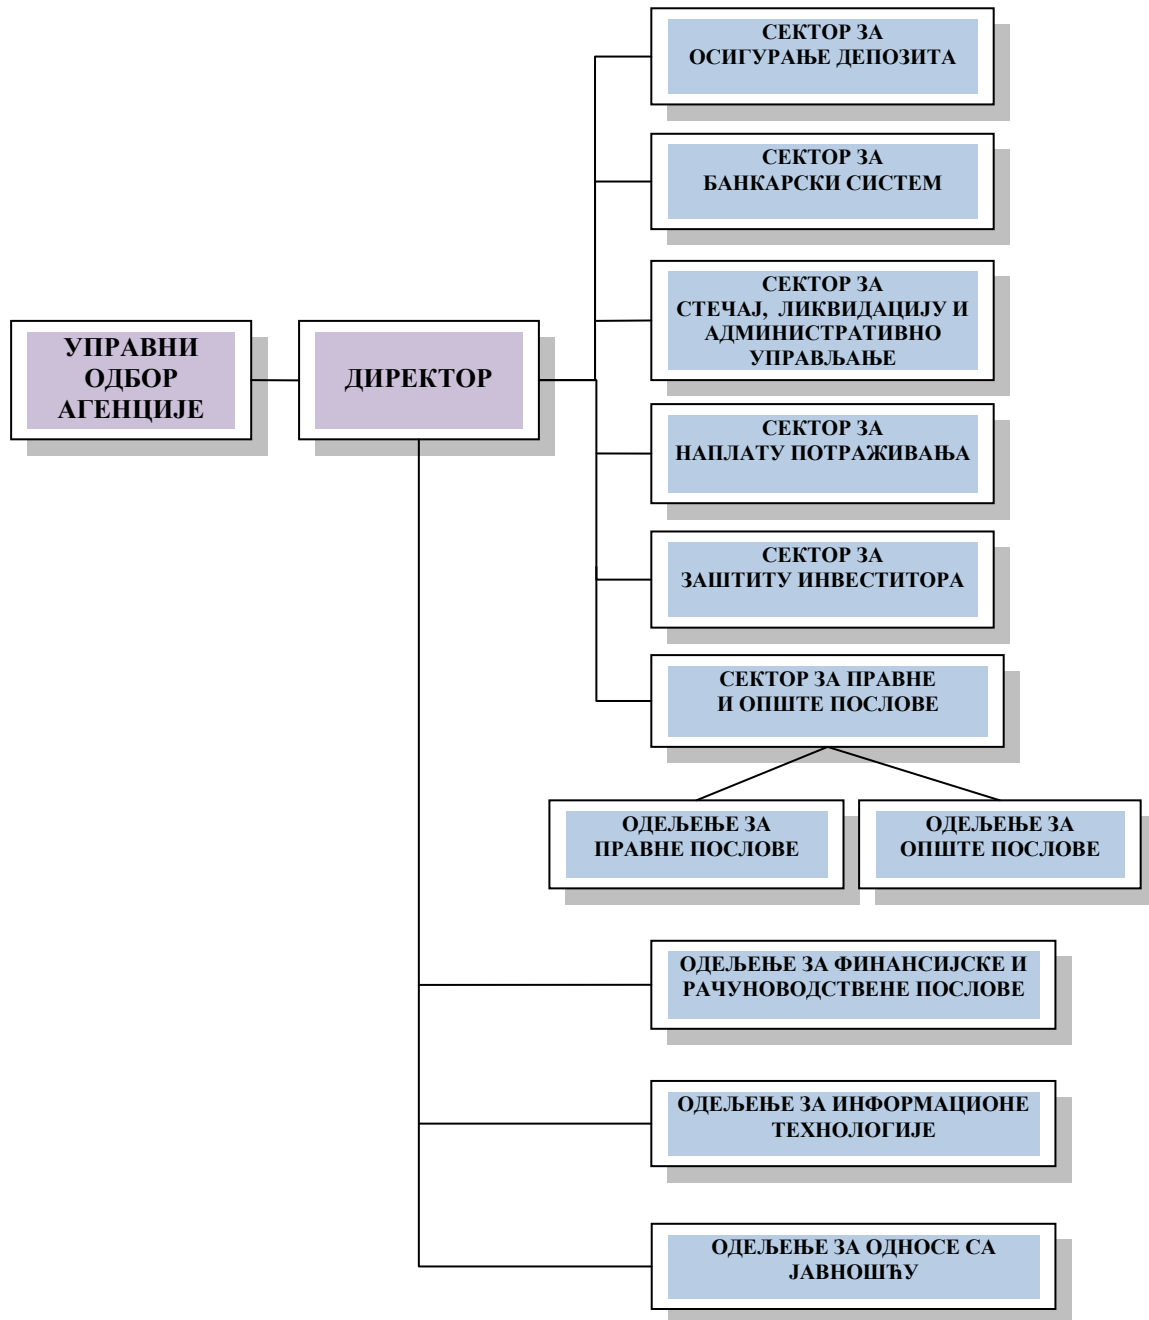 УПРАВНИ
ОДБОР
АГЕНЦИЈЕ
ДИРЕКТОР
СЕКТОР ЗА
ОСИГУРАЊЕ ДЕПОЗИТА
СЕКТОР ЗА
БАНКАРСКИ СИСТЕМ
СЕКТОР ЗА
СТЕЧАЈ, ЛИКВИДАЦИЈУ И
АДМИНИСТРАТИВНО
УПРАВЉАЊЕ
СЕКТОР ЗА
НАПЛАТУ ПОТРАЖИВАЊА
СЕКТОР ЗА
ЗАШТИТУ ИНВЕСТИТОРА
СЕКТОР ЗА ПРАВНЕ
И ОПШТЕ ПОСЛОВЕ
ОДЕЉЕЊЕ ЗА
ПРАВНЕ ПОСЛОВЕ
ОДЕЉЕЊЕ ЗА
ОПШТЕ ПОСЛОВЕ
ОДЕЉЕЊЕ ЗА ФИНАНСИЈСКЕ И
РАЧУНОВОДСТВЕНЕ ПОСЛОВЕ
ОДЕЉЕЊЕ ЗА ИНФОРМАЦИОНЕ
ТЕХНОЛОГИЈЕ
ОДЕЉЕЊЕ ЗА ОДНОСЕ СА
ЈАВНОШЋУ